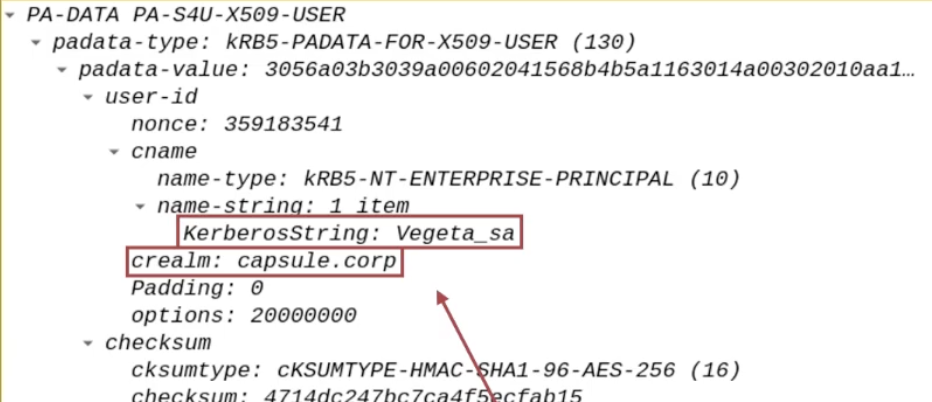 PA-DATA PA-S4U-X509-USER
padata-type: kRB5-PADATA-FOR-X509-USER (130)
padata-value: 3056a03b3039a00602041568b4b5a1163014a00302010aa1…
user-id
nonce: 359183541
cname
name-type: kRB5-NT-ENTERPRISE-PRINCIPAL (10)
name-string: 1 item
KerberosString: Vegeta_sa
crealm: capsule.corp
Padding: 0
options: 20000000
checksum
cksumtype: cKSUMTYPE-HMAC-SHA1-96-AES-256 (16)
checksum: 4714dc247bc7ca4f5ecfab15